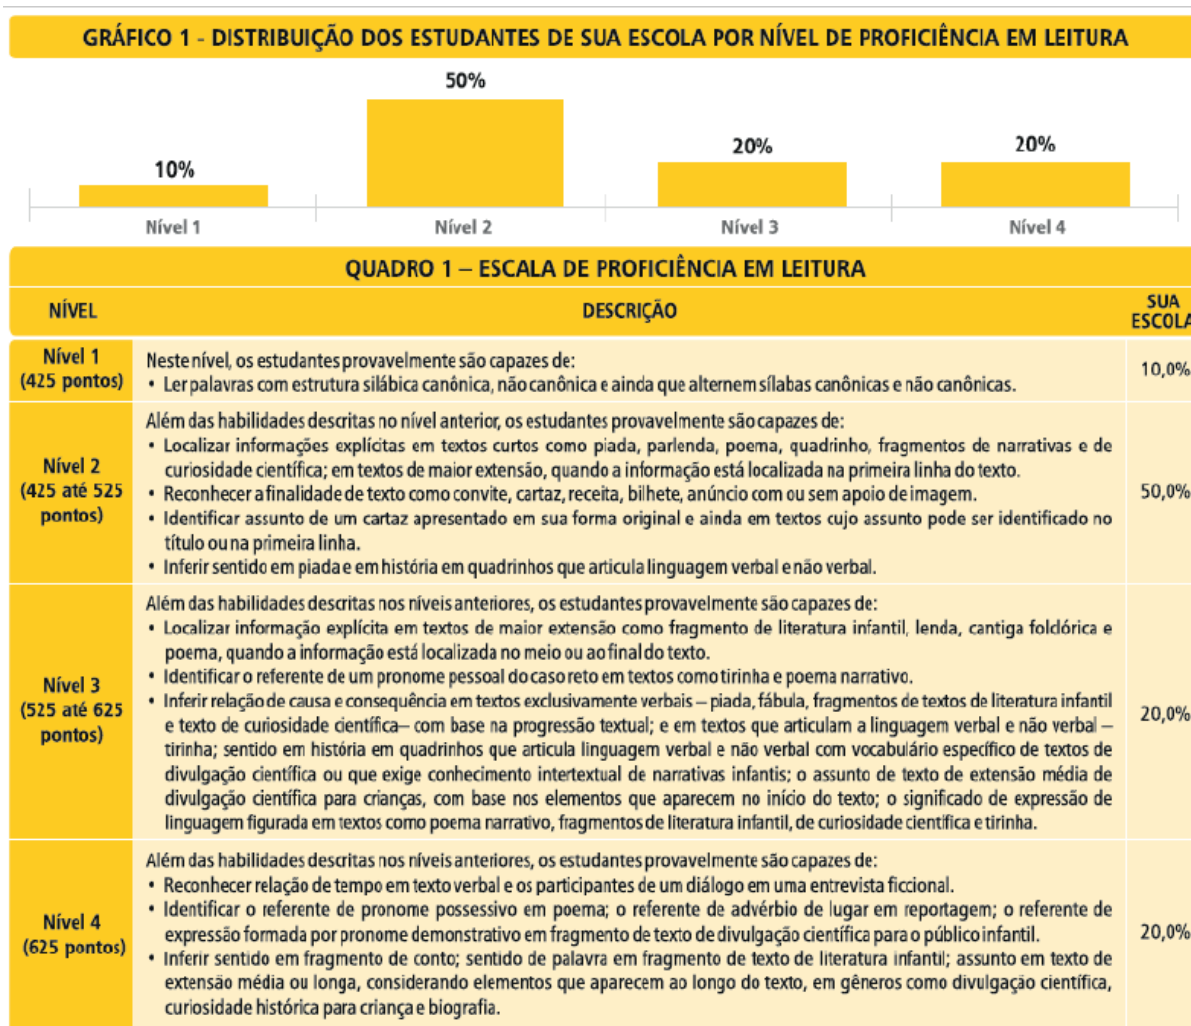 GRÁFICO 1 - DISTRIBUIÇÃO DOS ESTUDANTES DE SUA ESCOLA POR NÍVEL DE PROFICIÊNCIA EM LEITURA
50%
20%
20%
10%
Nível 1
Nível 2
Nível 3
Nível 4
QUADRO 1 – ESCALA DE PROFICIÊNCIA EM LEITURA
NÍVEL
DESCRIÇÃO
SUA
ESCOLA
Nível 1
(425 pontos)
Neste nível, os estudantes provavelmente são capazes de:
• Ler palavras com estrutura silábica canônica, não canônica e ainda que alternem sílabas canônicas e não canônicas.
10,0%
Nível 2
(425 até 525
pontos)
Além das habilidades descritas no nível anterior, os estudantes provavelmente são capazes de:
• Localizar informações explícitas em textos curtos como piada, parlenda, poema, quadrinho, fragmentos de narrativas e de
curiosidade científica; em textos de maior extensão, quando a informação está localizada na primeira linha do texto.
• Reconhecer a finalidade de texto como convite, cartaz, receita, bilhete, anúncio com ou sem apoio de imagem.
• Identificar assunto de um cartaz apresentado em sua forma original e ainda em textos cujo assunto pode ser identificado no
título ou na primeira linha.
• Inferir sentido em piada e em história em quadrinhos que articula linguagem verbal e não verbal.
50,0%
Nível 3
(525 até 625
pontos)
Além das habilidades descritas nos níveis anteriores, os estudantes provavelmente são capazes de:
• Localizar informação explícita em textos de maior extensão como fragmento de literatura infantil, lenda, cantiga folclórica e
poema, quando a informação está localizada no meio ou ao final do texto.
• Identificar o referente de um pronome pessoal do caso reto em textos como tirinha e poema narrativo.
• Inferir relação de causa e consequência em textos exclusivamente verbais – piada, fábula, fragmentos de textos de literatura infantil
e texto de curiosidade científica– com base na progressão textual; e em textos que articulam a linguagem verbal e não verbal –
tirinha; sentido em história em quadrinhos que articula linguagem verbal e não verbal com vocabulário específico de textos de
divulgação científica ou que exige conhecimento intertextual de narrativas infantis; o assunto de texto de extensão média de
divulgação científica para crianças, com base nos elementos que aparecem no início do texto; o significado de expressão de
linguagem figurada em textos como poema narrativo, fragmentos de literatura infantil, de curiosidade científica e tirinha.
20,0%
Nível 4
(625 pontos)
Além das habilidades descritas nos níveis anteriores, os estudantes provavelmente são capazes de:
• Reconhecer relação de tempo em texto verbal e os participantes de um diálogo em uma entrevista ficcional.
• Identificar o referente de pronome possessivo em poema; o referente de advérbio de lugar em reportagem; o referente de
expressão formada por pronome demonstrativo em fragmento de texto de divulgação científica para o público infantil.
• Inferir sentido em fragmento de conto; sentido de palavra em fragmento de texto de literatura infantil; assunto em texto de
extensão média ou longa, considerando elementos que aparecem ao longo do texto, em gêneros como divulgação científica,
curiosidade histórica para criança e biografia.
20,0%